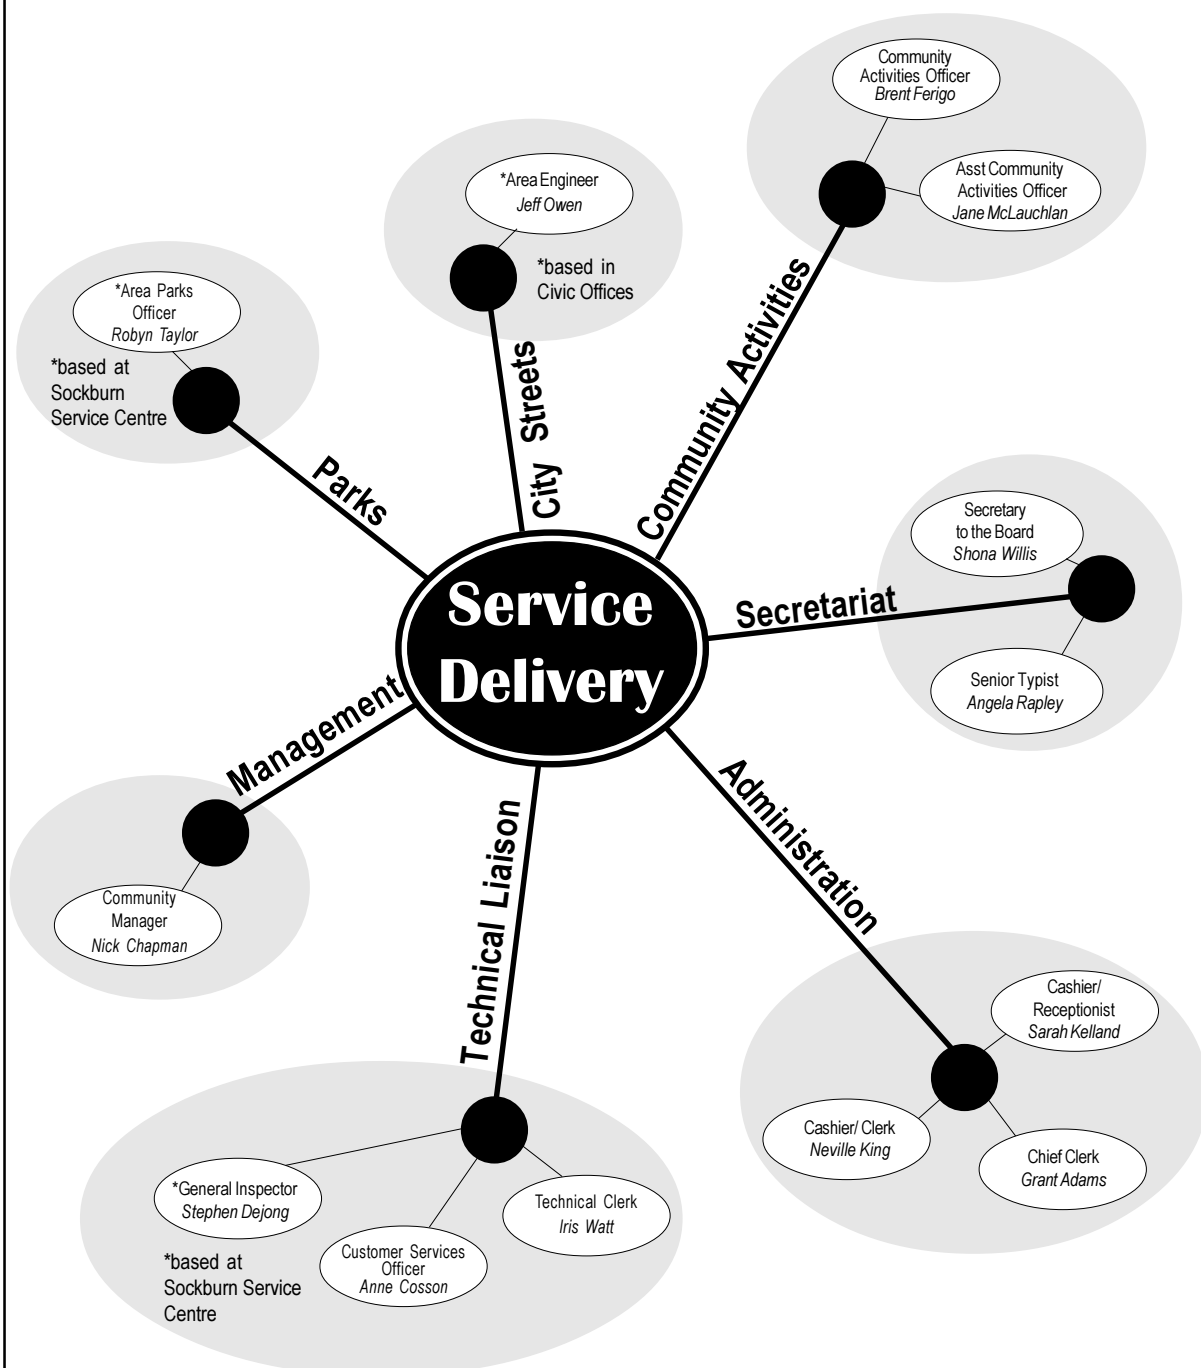 Community
Activities Officer
Brent Ferigo
Asst Community
Activities Officer
Jane McLauchlan
*Area Engineer
Jeff Owen
*based in
Civic Offices
*Area Parks
Officer
Robyn Taylor
*based at
Sockburn
Service Centre
Parks
City Streets
Community Activities
Secretary
to the Board
Shona Willis
Secretariat
Senior Typist
Angela Rapley
Service
Delivery
Management
Community
Manager
Nick Chapman
Technical Liaison
Administration
Cashier/
Receptionist
Sarah Kelland
Cashier/ Clerk
Neville King
Chief Clerk
Grant Adams
*General Inspector
Stephen Dejong
*based at
Sockburn Service
Centre
Customer Services
Officer
Anne Cosson
Technical Clerk
Iris Watt